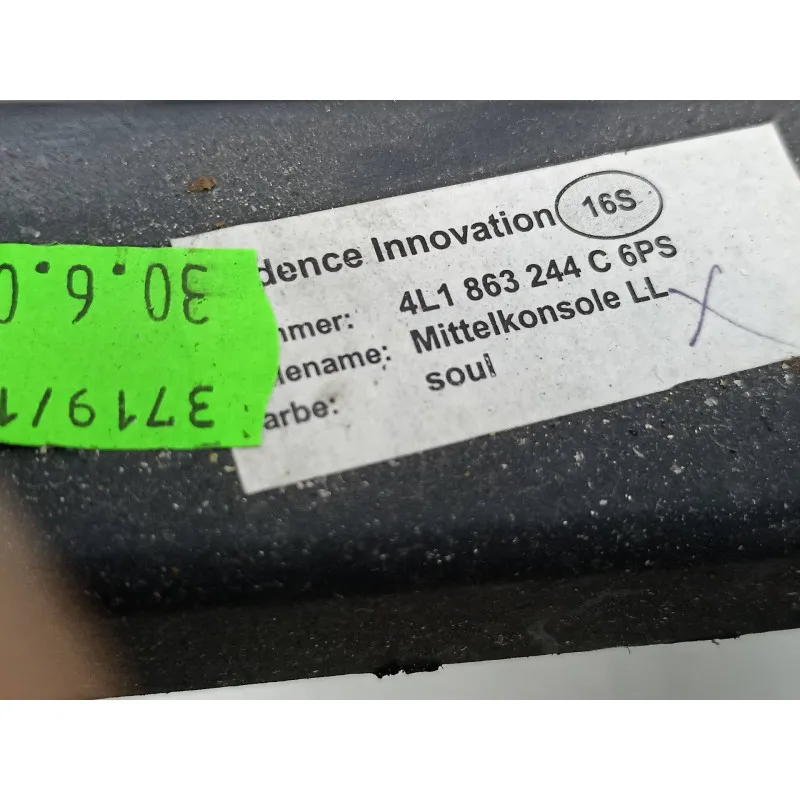 dence Innovation 16S
mmer: 4L1 863 244 C 6PS
lename: Mittelkonsole LL
arbe: soul
3719/1
30.6.0